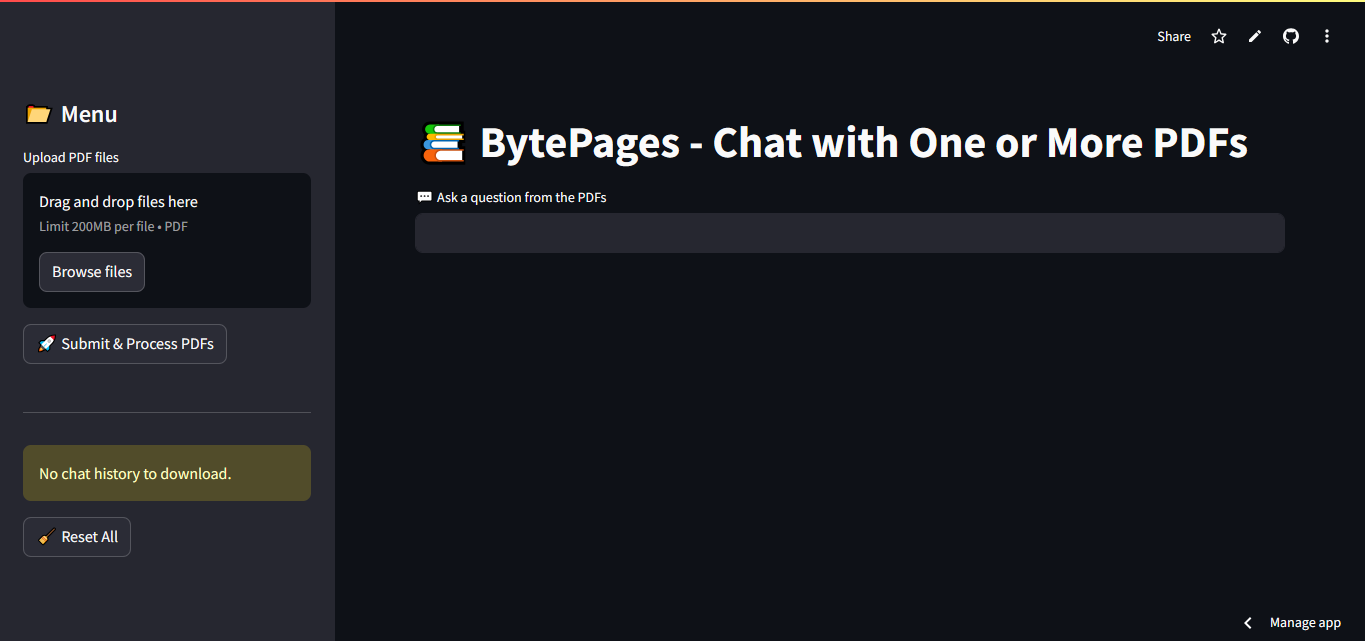 Share
📂 Menu
Upload PDF files
Drag and drop files here
Limit 200MB per file • PDF
Browse files
🚀 Submit & Process PDFs
No chat history to download.
🧹 Reset All
📚 BytePages - Chat with One or More PDFs
💬 Ask a question from the PDFs
Manage app